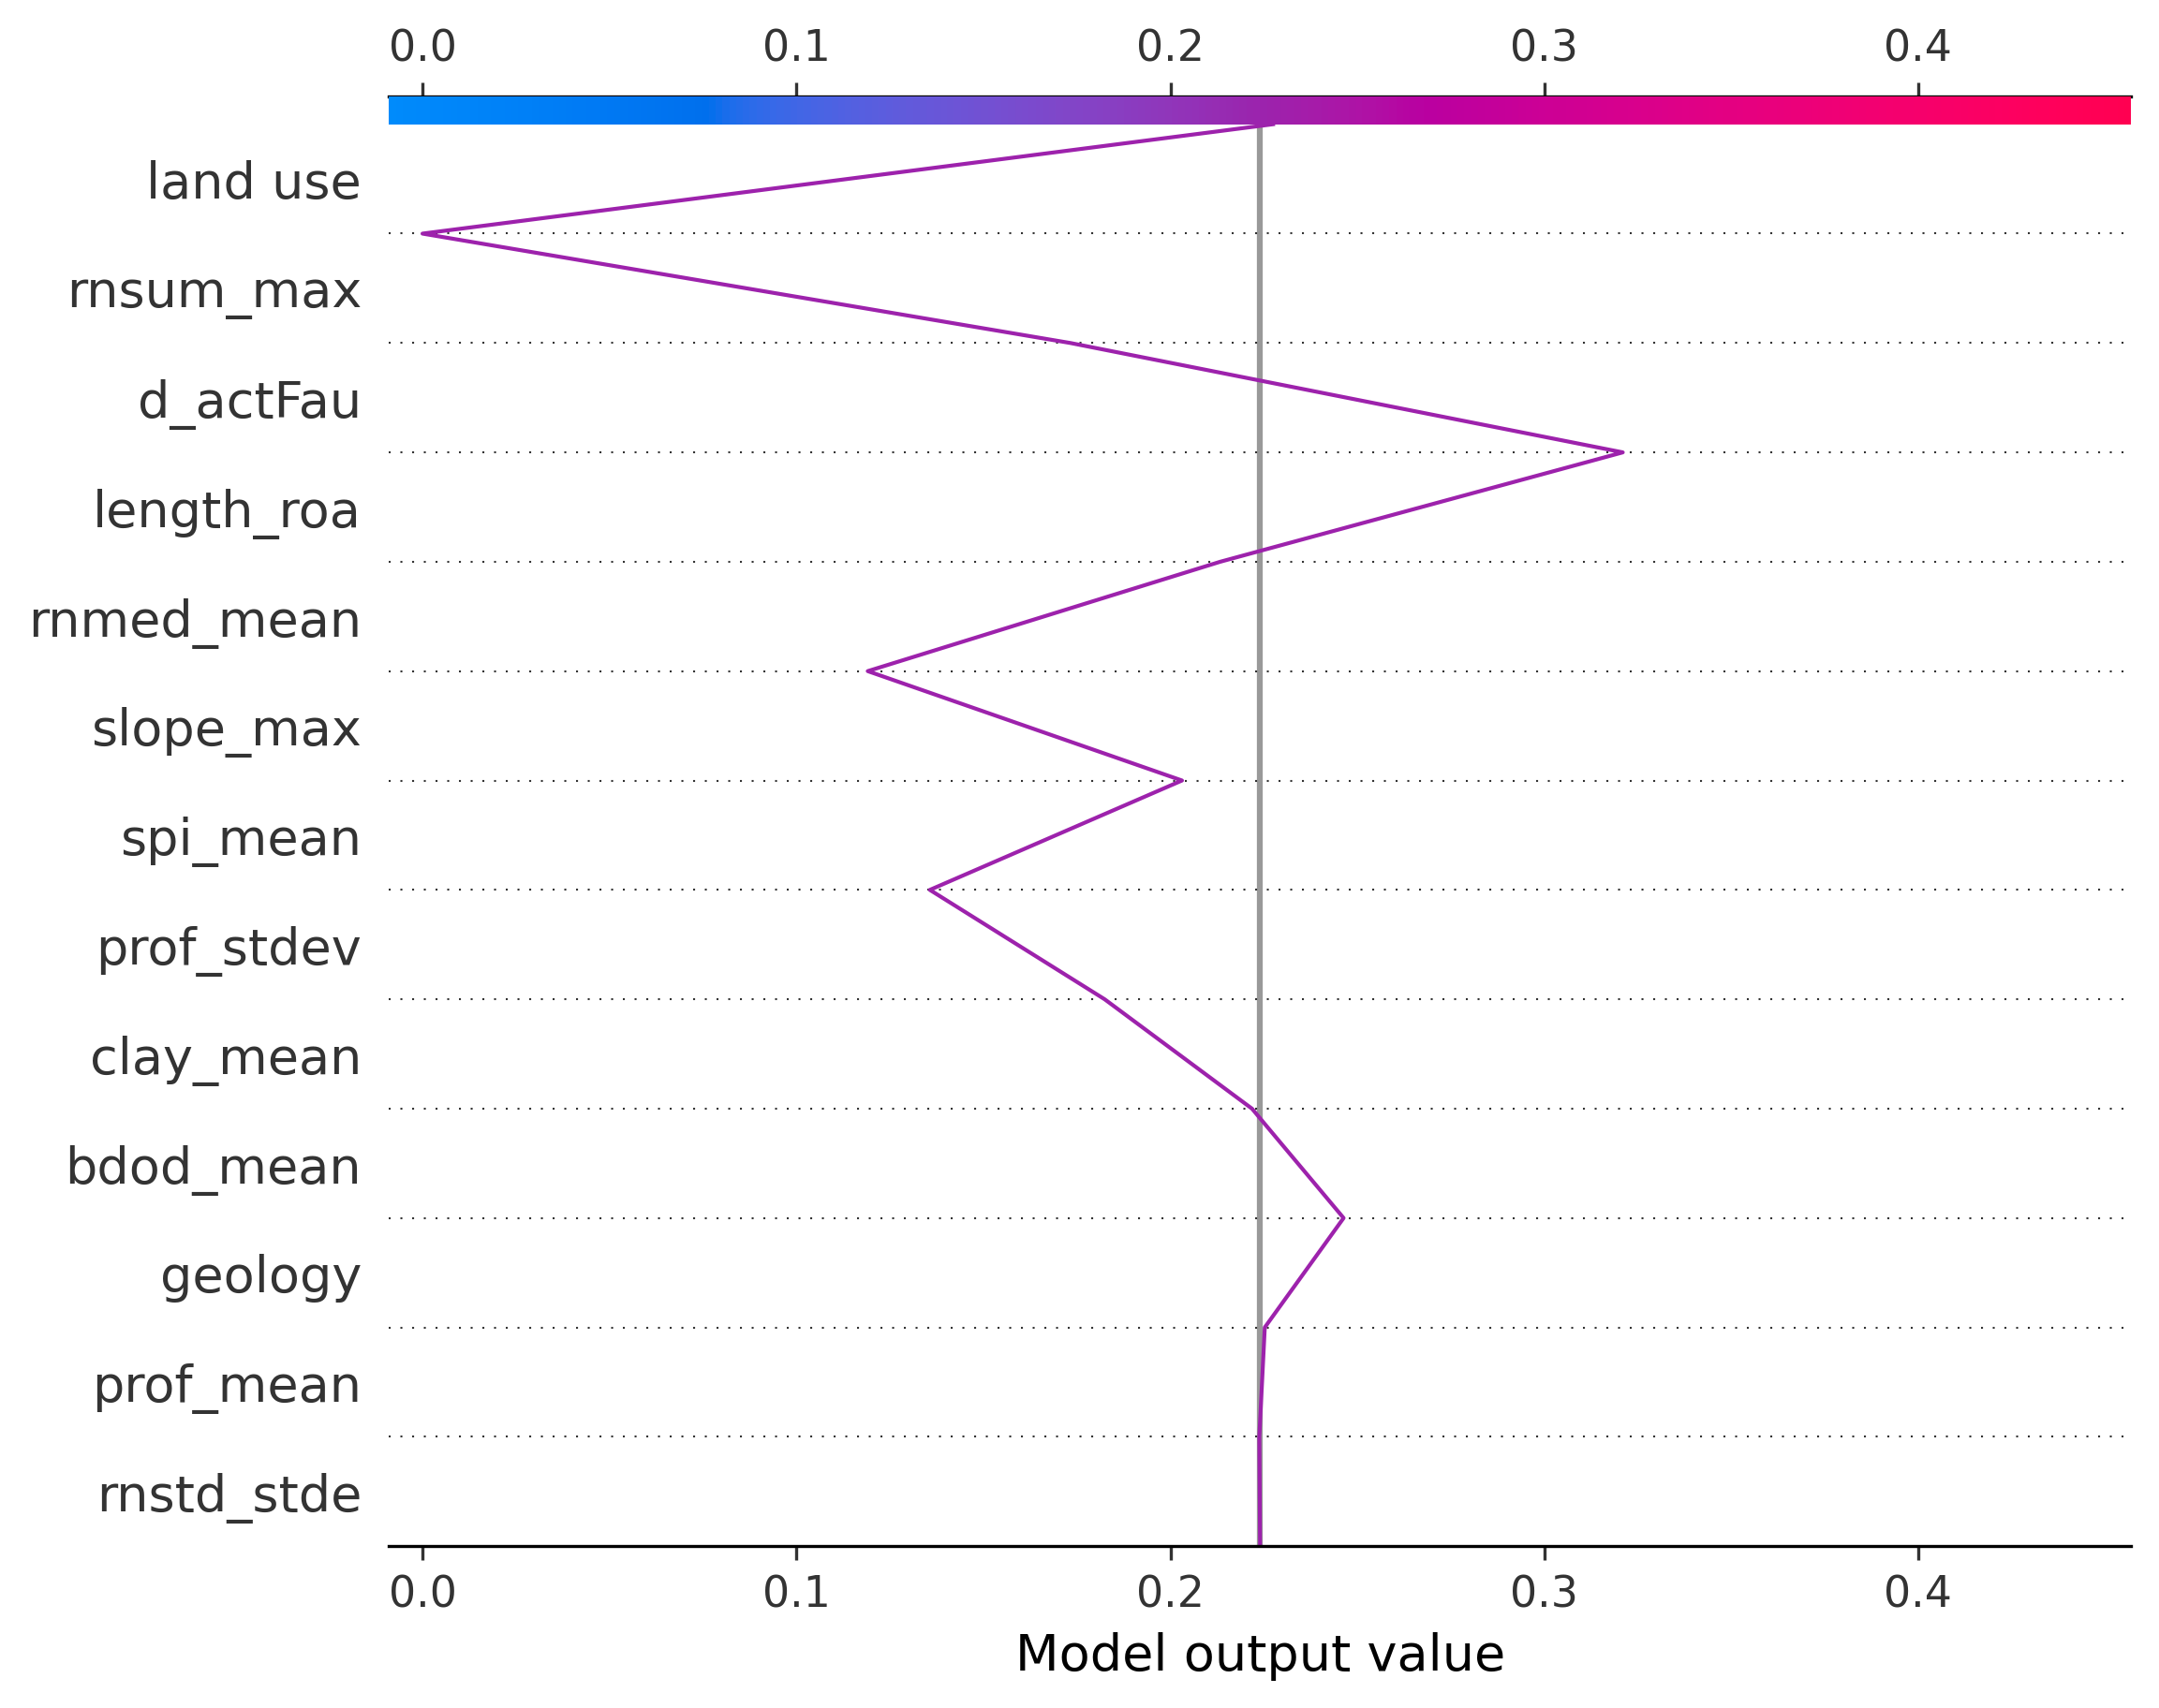 0.0 0.1 0.2 0.3 0.4
land use
rnsum_max
d_actFau
length_roa
rnmed_mean
slope_max
spi_mean
prof_stdev
clay_mean
bdod_mean
geology
prof_mean
rnstd_stde
0.0 0.1 0.2 0.3 0.4
Model output value